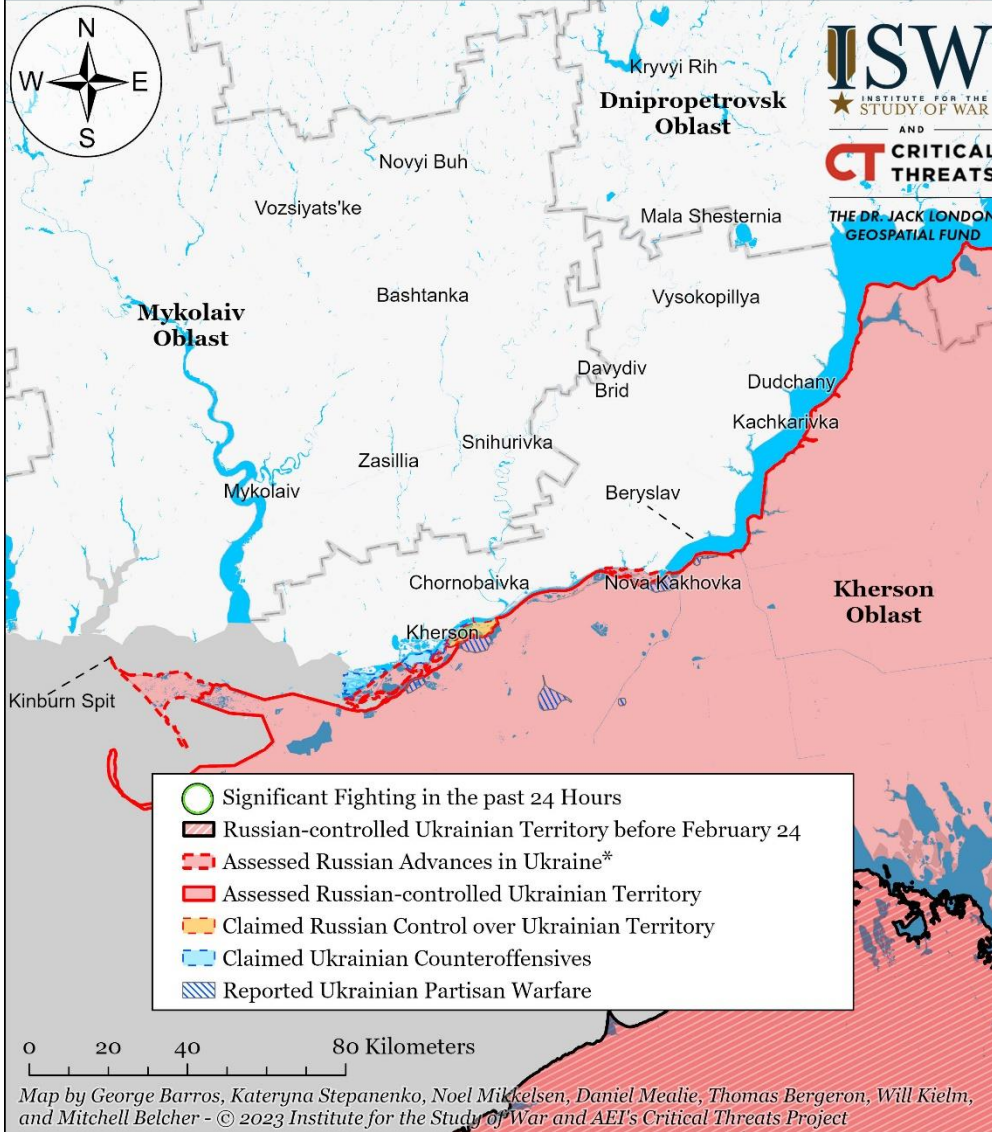 N
W
E
S
ISW
INSTITUTE FOR THE
STUDY OF WAR
AND
CT CRITICAL
THREATS
THE DR. JACK LONDON
GEOSPATIAL FUND
Kryvyi Rih
Dnipropetrovsk
Oblast
Novyi Buh
Vozsiyats'ke
Mala Shesternia
Bashtanka
Vysokopillya
Mykolaiv
Oblast
Davydiv
Brid
Dudchany
Kachkarivka
Snihurivka
Zasillia
Mykolaiv
Beryslav
Chornobaivka
Nova Kakhovka
Kherson
Oblast
Kherson
Kinburn Spit
Significant Fighting in the past 24 Hours
Russian-controlled Ukrainian Territory before February 24
Assessed Russian Advances in Ukraine*
Assessed Russian-controlled Ukrainian Territory
Claimed Russian Control over Ukrainian Territory
Claimed Ukrainian Counteroffensives
Reported Ukrainian Partisan Warfare
0 20 40 80 Kilometers
Map by George Barros, Kateryna Stepanenko, Noel Mikkelsen, Daniel Mealie, Thomas Bergeron, Will Kielm,
and Mitchell Belcher - © 2023 Institute for the Study of War and AEI's Critical Threats Project